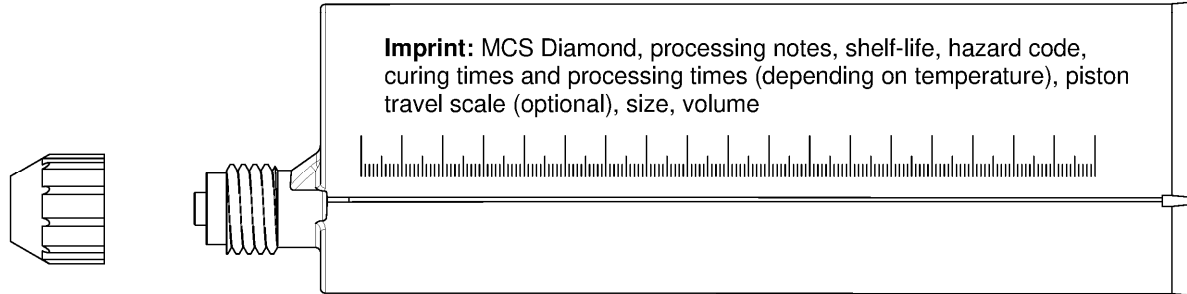 Imprint: MCS Diamond, processing notes, shelf-life, hazard code,
curing times and processing times (depending on temperature), piston
travel scale (optional), size, volume